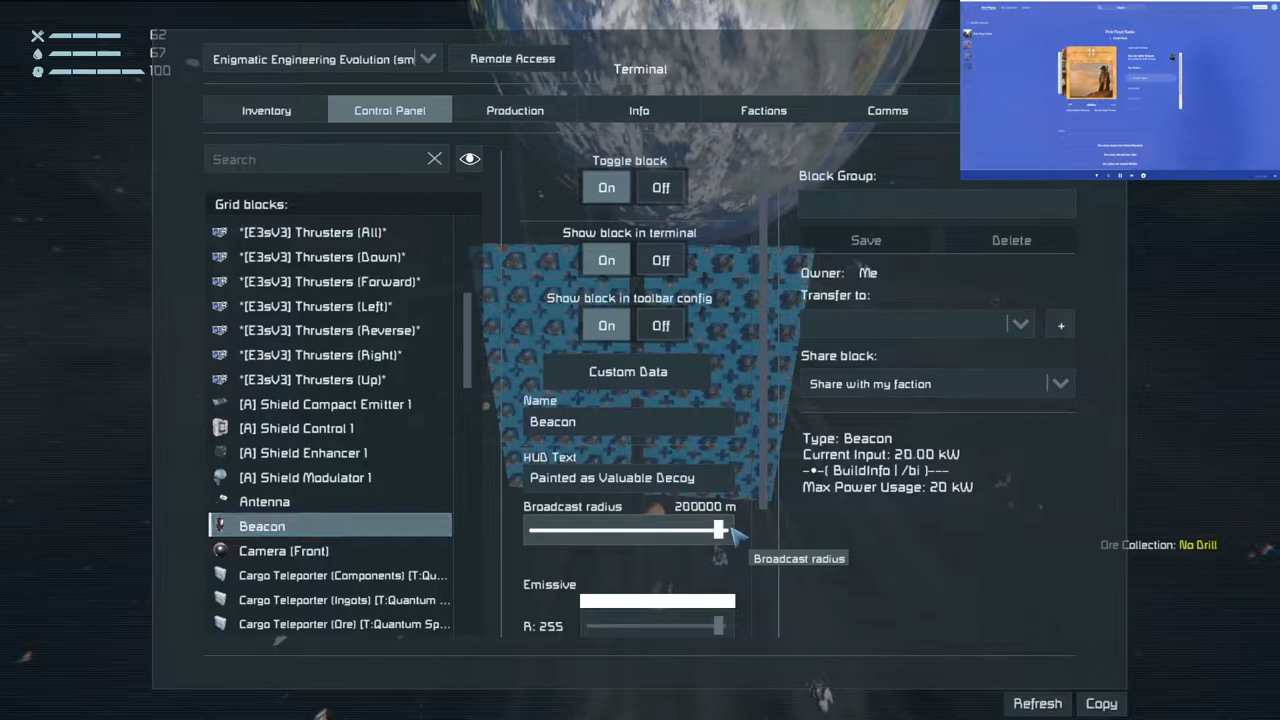 62
67
100
Enigmatic Engineering Evolution Em
Remote Access
Terminal
Inventory
Control Panel
Production
Info
Factions
Comms
Search
Grid blocks:
*[E3sV3] Thrusters (All)*
*[E3sV3] Thrusters (Down)*
*[E3sV3] Thrusters (Forward)
*[E3sV3] Thrusters (Left)*
*[E3sV3] Thrusters (Reverse)*
*[E3sV3] Thrusters (Right)*
*[E3sV3] Thrusters (Up)*
[A] Shield Compact Emitter 1
[A] Shield Control 1
[A] Shield Enhancer 1
[A] Shield Modulator 1
Antenna
Beacon
Camera (Front)
Cargo Teleporter (Components) [T:Qu...
Cargo Teleporter (Ingots) [T:Quantum ...
Cargo Teleporter (Ore) [T:Quantum Sp...
Toggle block
On Off
Show block in terminal
On Off
Show block in toolbar config
On Off
Custom Data
Name
Beacon
HUD Text
Painted as Valuable Decoy
Broadcast radius 200000 m
Broadcast radius
Emissive
R: 255
Block Group:
Save Delete
Owner: Me
Transfer to:
+
Share block:
Share with my faction
Type: Beacon
Current Input: 20.00 kW
-•-( BuildInfo | /bi )---
Max Power Usage: 20 kW
Ore Collection: No Drill
Refresh
Copy
Pink Floyd Radio